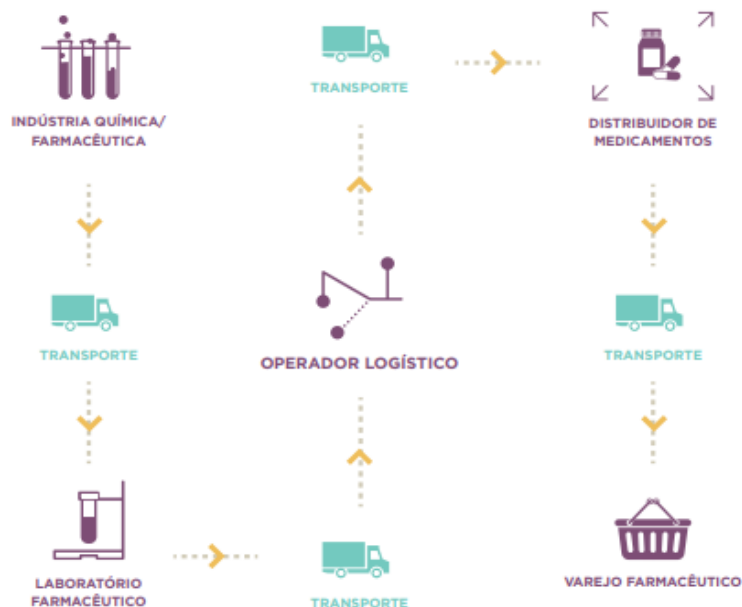 INDÚSTRIA QUÍMICA/
FARMACÊUTICA
TRANSPORTE
LABORATÓRIO
FARMACÊUTICO
TRANSPORTE
OPERADOR LOGÍSTICO
TRANSPORTE
DISTRIBUIDOR DE
MEDICAMENTOS
TRANSPORTE
VAREJO FARMACÊUTICO